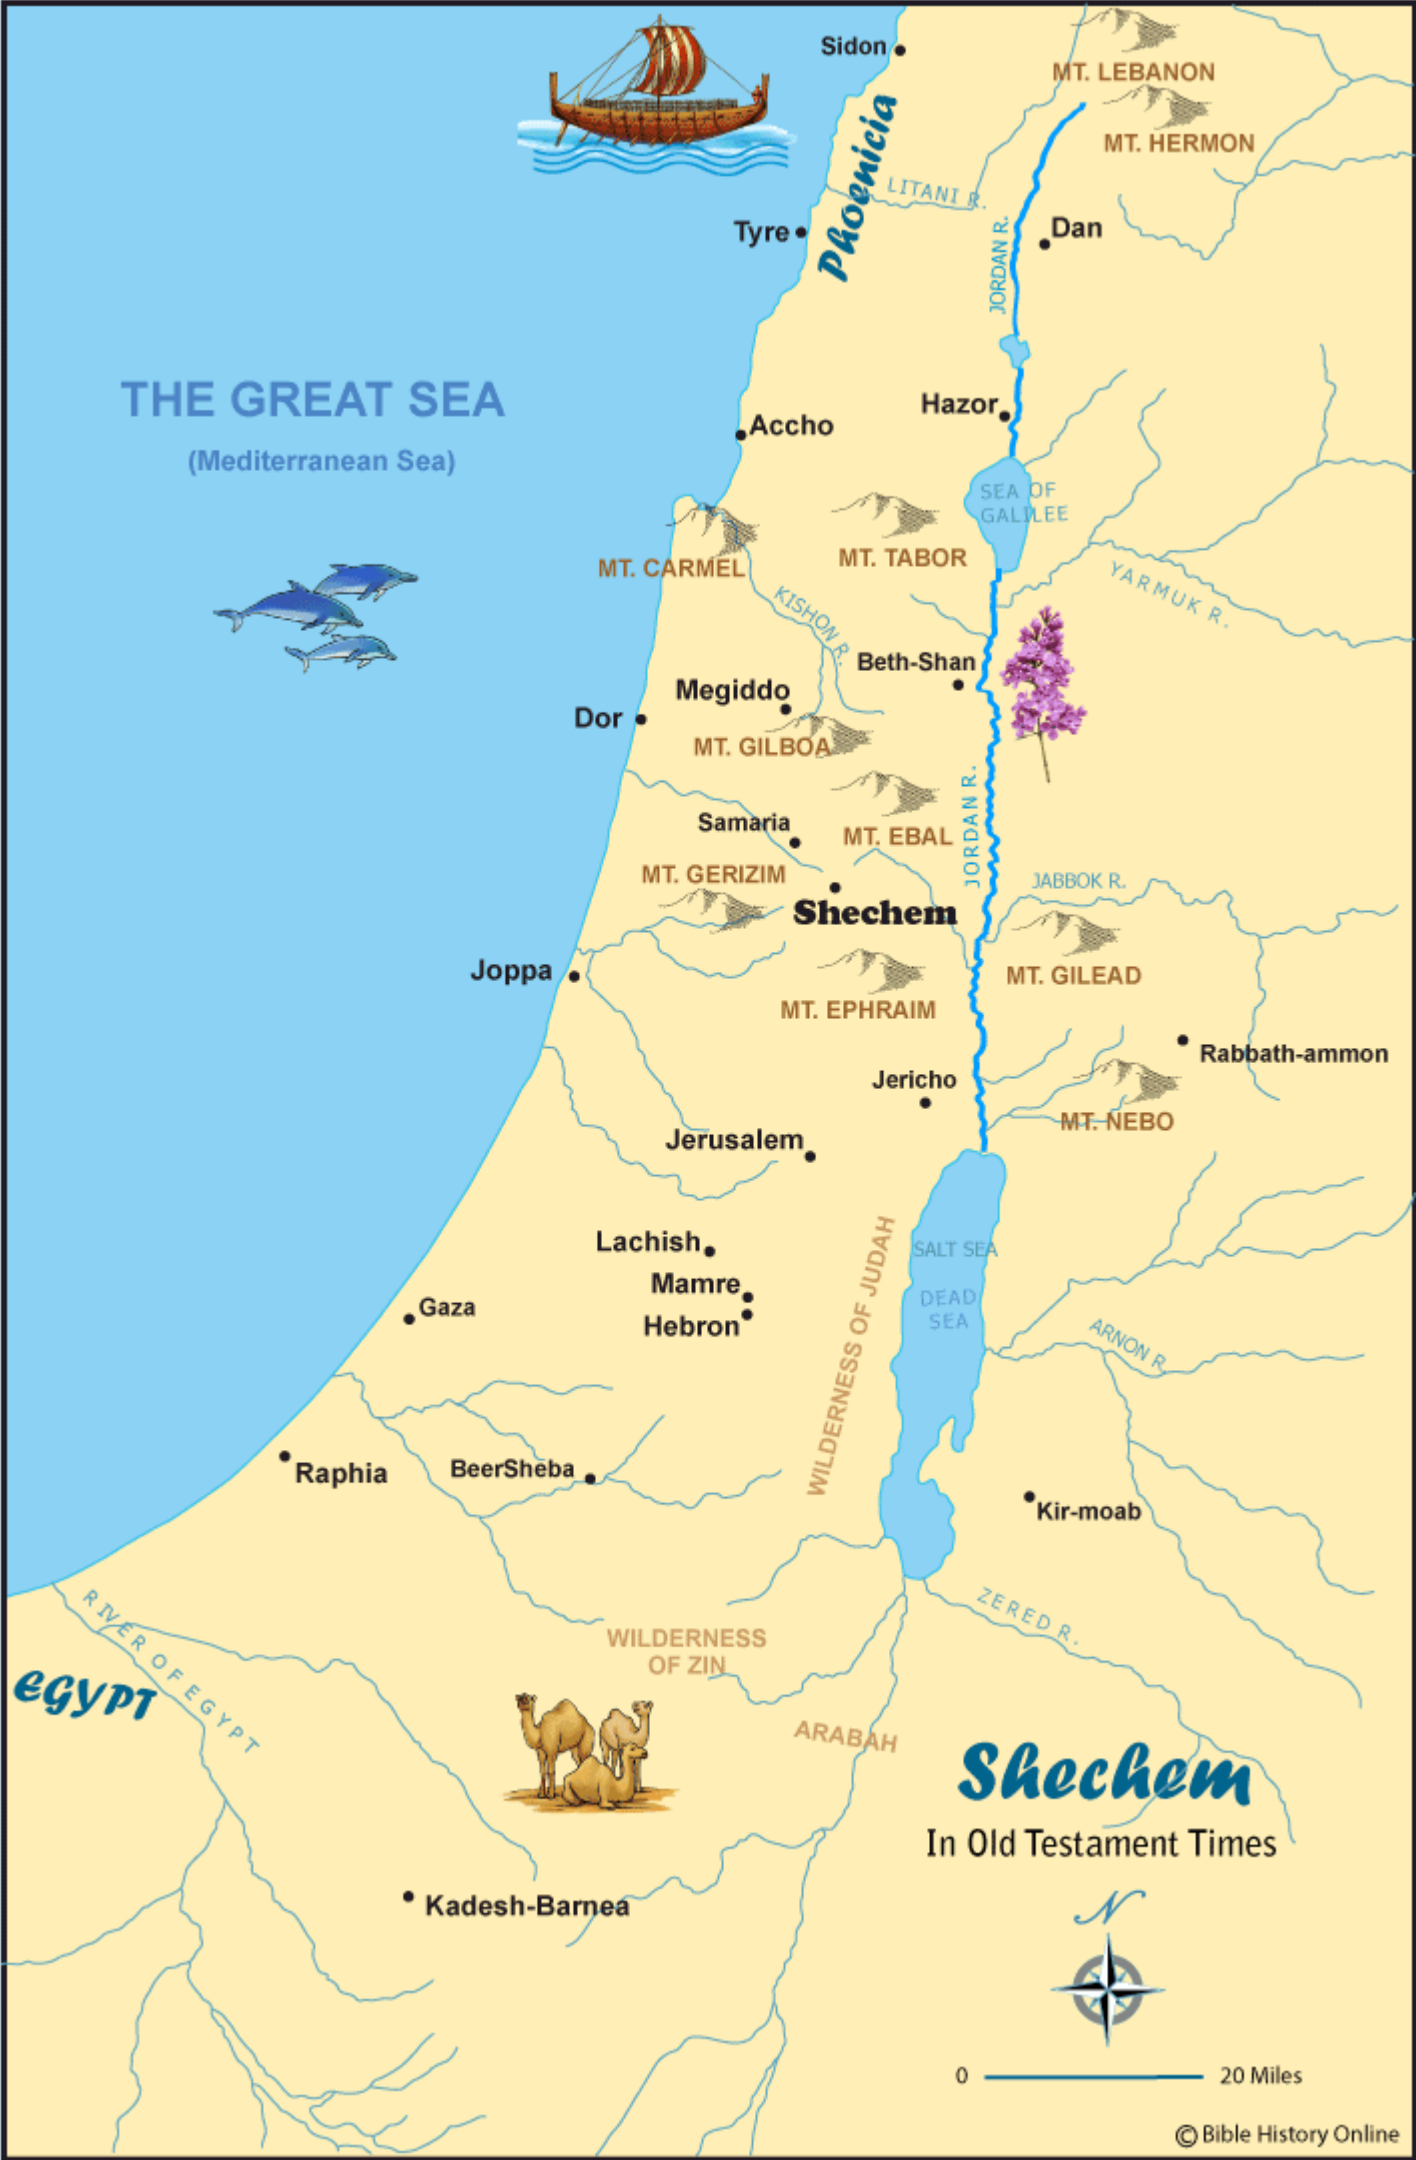 Sidon
MT. LEBANON
MT. HERMON
Phoenicia
LITANI R.
Tyre
Dan
JORDAN R.
THE GREAT SEA
(Mediterranean Sea)
Hazor
Accho
SEA OF
GALILEE
MT. CARMEL
MT. TABOR
YARMUK R.
KISHON R.
Beth-Shan
Megiddo
Dor
MT. GILBOA
JORDAN R.
Samaria
MT. EBAL
MT. GERIZIM
JABBOK R.
Shechem
Joppa
MT. GILEAD
MT. EPHRAIM
Rabbath-ammon
Jericho
MT. NEBO
Jerusalem
Lachish
SALT SEA
Mamre
DEAD
SEA
Gaza
Hebron
WILDERNESS OF JUDAH
ARNON R.
Raphia
BeerSheba
Kir-moab
RIVER OF EGYPT
ZERED R.
WILDERNESS
OF ZIN
EGYPT
ARABAH
Shechem
In Old Testament Times
Kadesh-Barnea
N
0 20 Miles
© Bible History Online